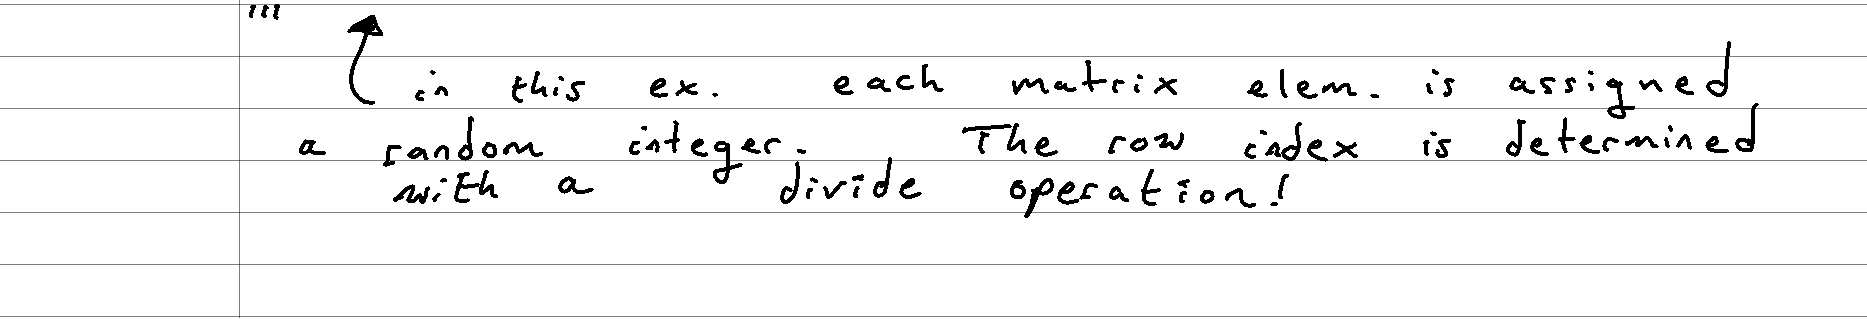 '''
in this ex. each matrix elem. is assigned
a random integer. The row index is determined
with a divide operation!